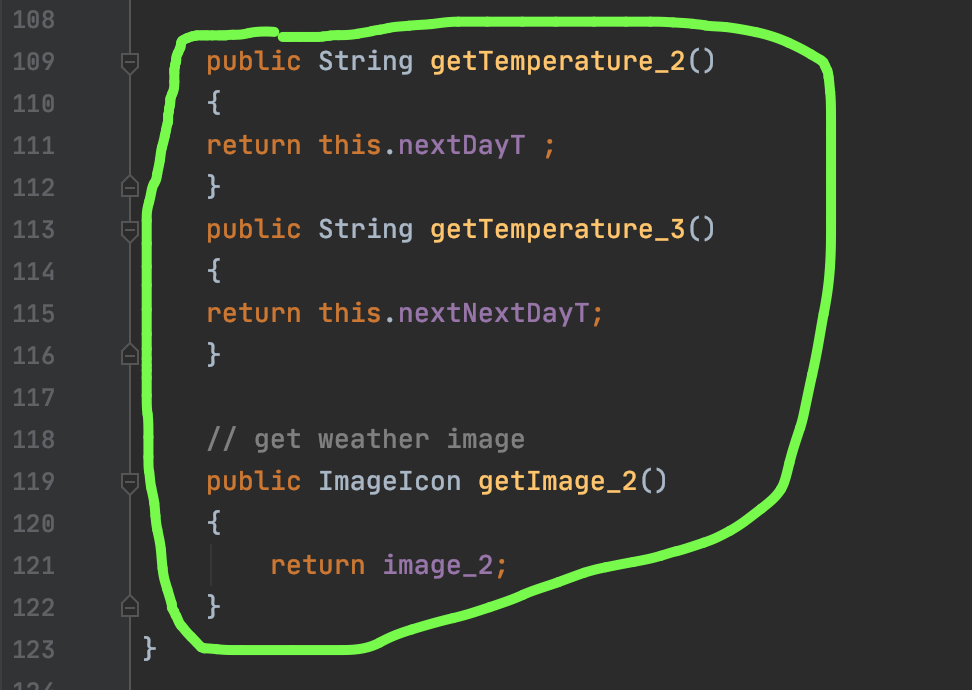 108
109 public String getTemperature_2()
110 {
111 return this.nextDayT ;
112 }
113 public String getTemperature_3()
114 {
115 return this.nextNextDayT;
116 }
117
118 // get weather image
119 public ImageIcon getImage_2()
120 {
121 return image_2;
122 }
123 }